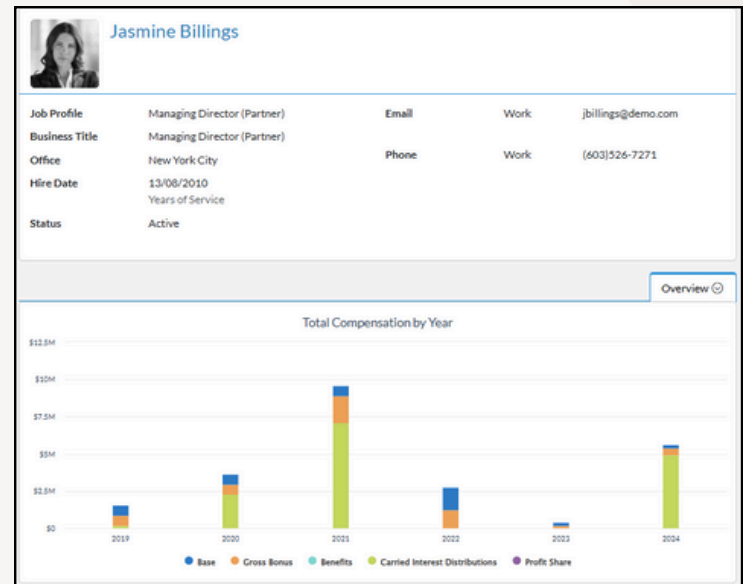 Jasmine Billings
Job Profile Managing Director (Partner) Email Work jbillings@demo.com
Business Title Managing Director (Partner)
Office New York City Phone Work (603)526-7271
Hire Date 13/08/2010
Years of Service
Status Active
Overview
Total Compensation by Year
$12.5M
$10M
$7.5M
$5M
$2.5M
$0
2019 2020 2021 2022 2023 2024
Base Gross Bonus Benefits Carried Interest Distributions Profit Share